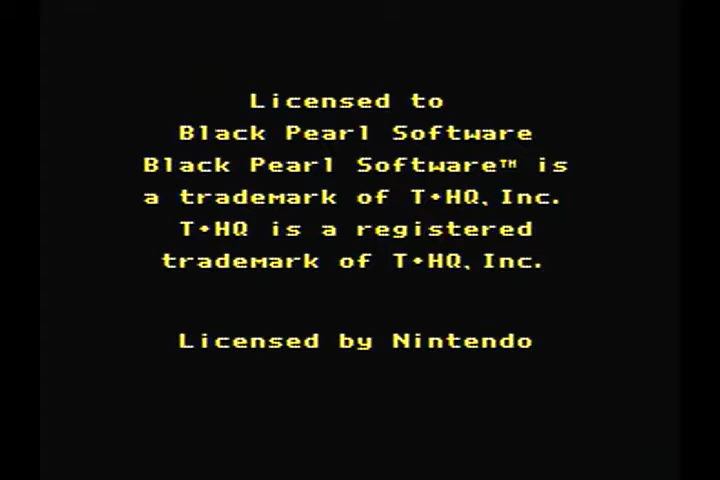 Licensed to
Black Pearl Software
Black Pearl Software™ is
a trademark of T•HQ, Inc.
T•HQ is a registered
trademark of T•HQ, Inc.
Licensed by Nintendo